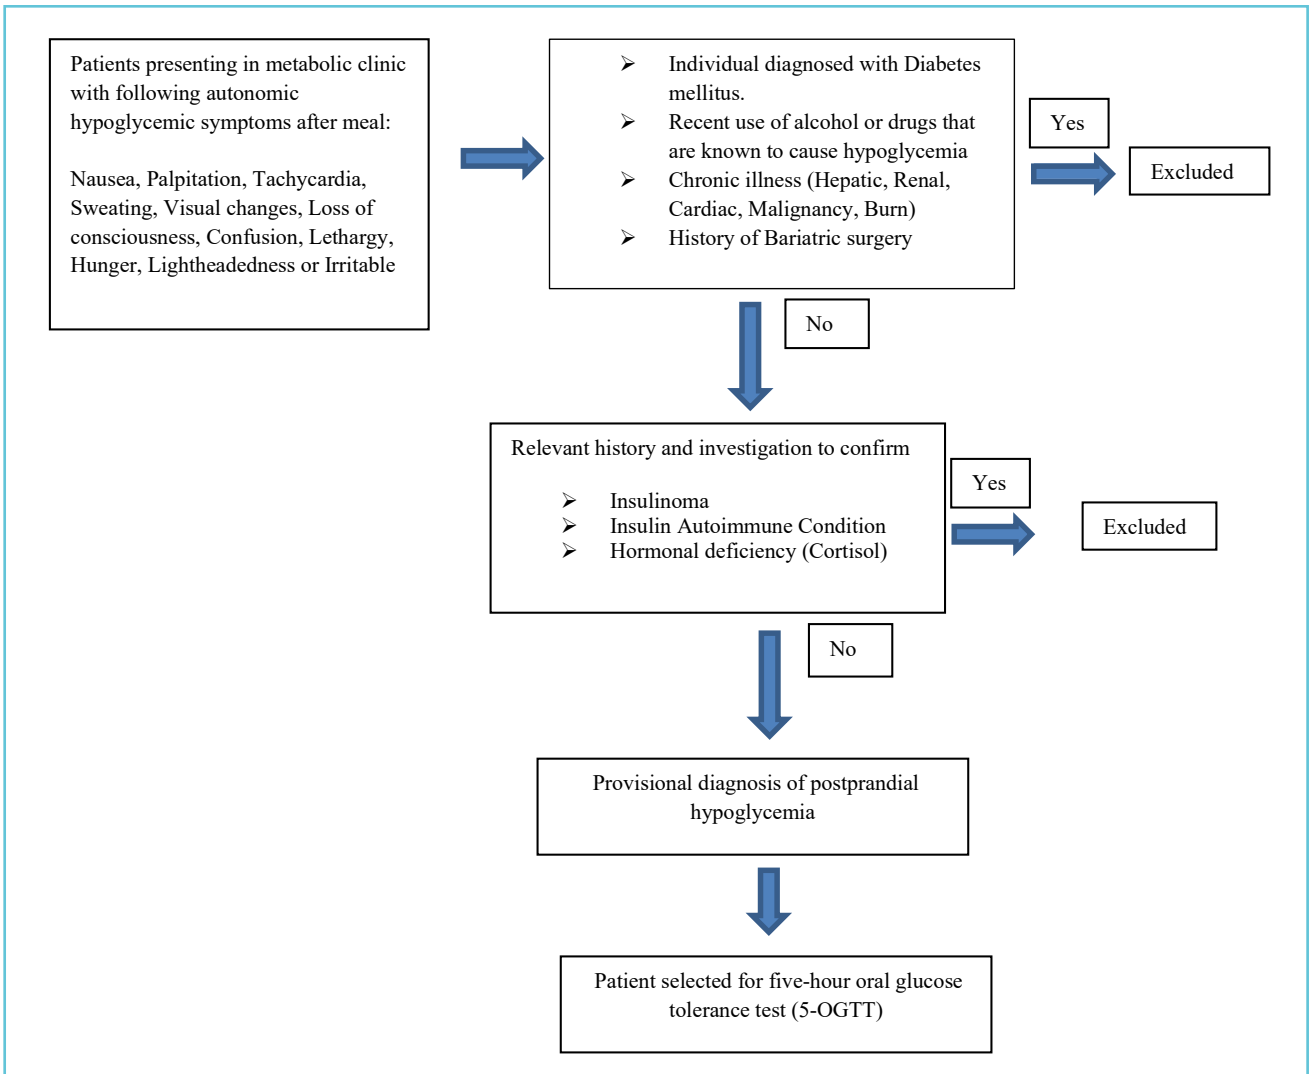 Patients presenting in metabolic clinic
with following autonomic
hypoglycemic symptoms after meal:
Nausea, Palpitation, Tachycardia,
Sweating, Visual changes, Loss of
consciousness, Confusion, Lethargy,
Hunger, Lightheadedness or Irritable
➢ Individual diagnosed with Diabetes
mellitus.
➢ Recent use of alcohol or drugs that
are known to cause hypoglycemia
➢ Chronic illness (Hepatic, Renal,
Cardiac, Malignancy, Burn)
➢ History of Bariatric surgery
Yes
Excluded
No
Relevant history and investigation to confirm
➢ Insulinoma
➢ Insulin Autoimmune Condition
➢ Hormonal deficiency (Cortisol)
Yes
Excluded
No
Provisional diagnosis of postprandial
hypoglycemia
Patient selected for five-hour oral glucose
tolerance test (5-OGTT)